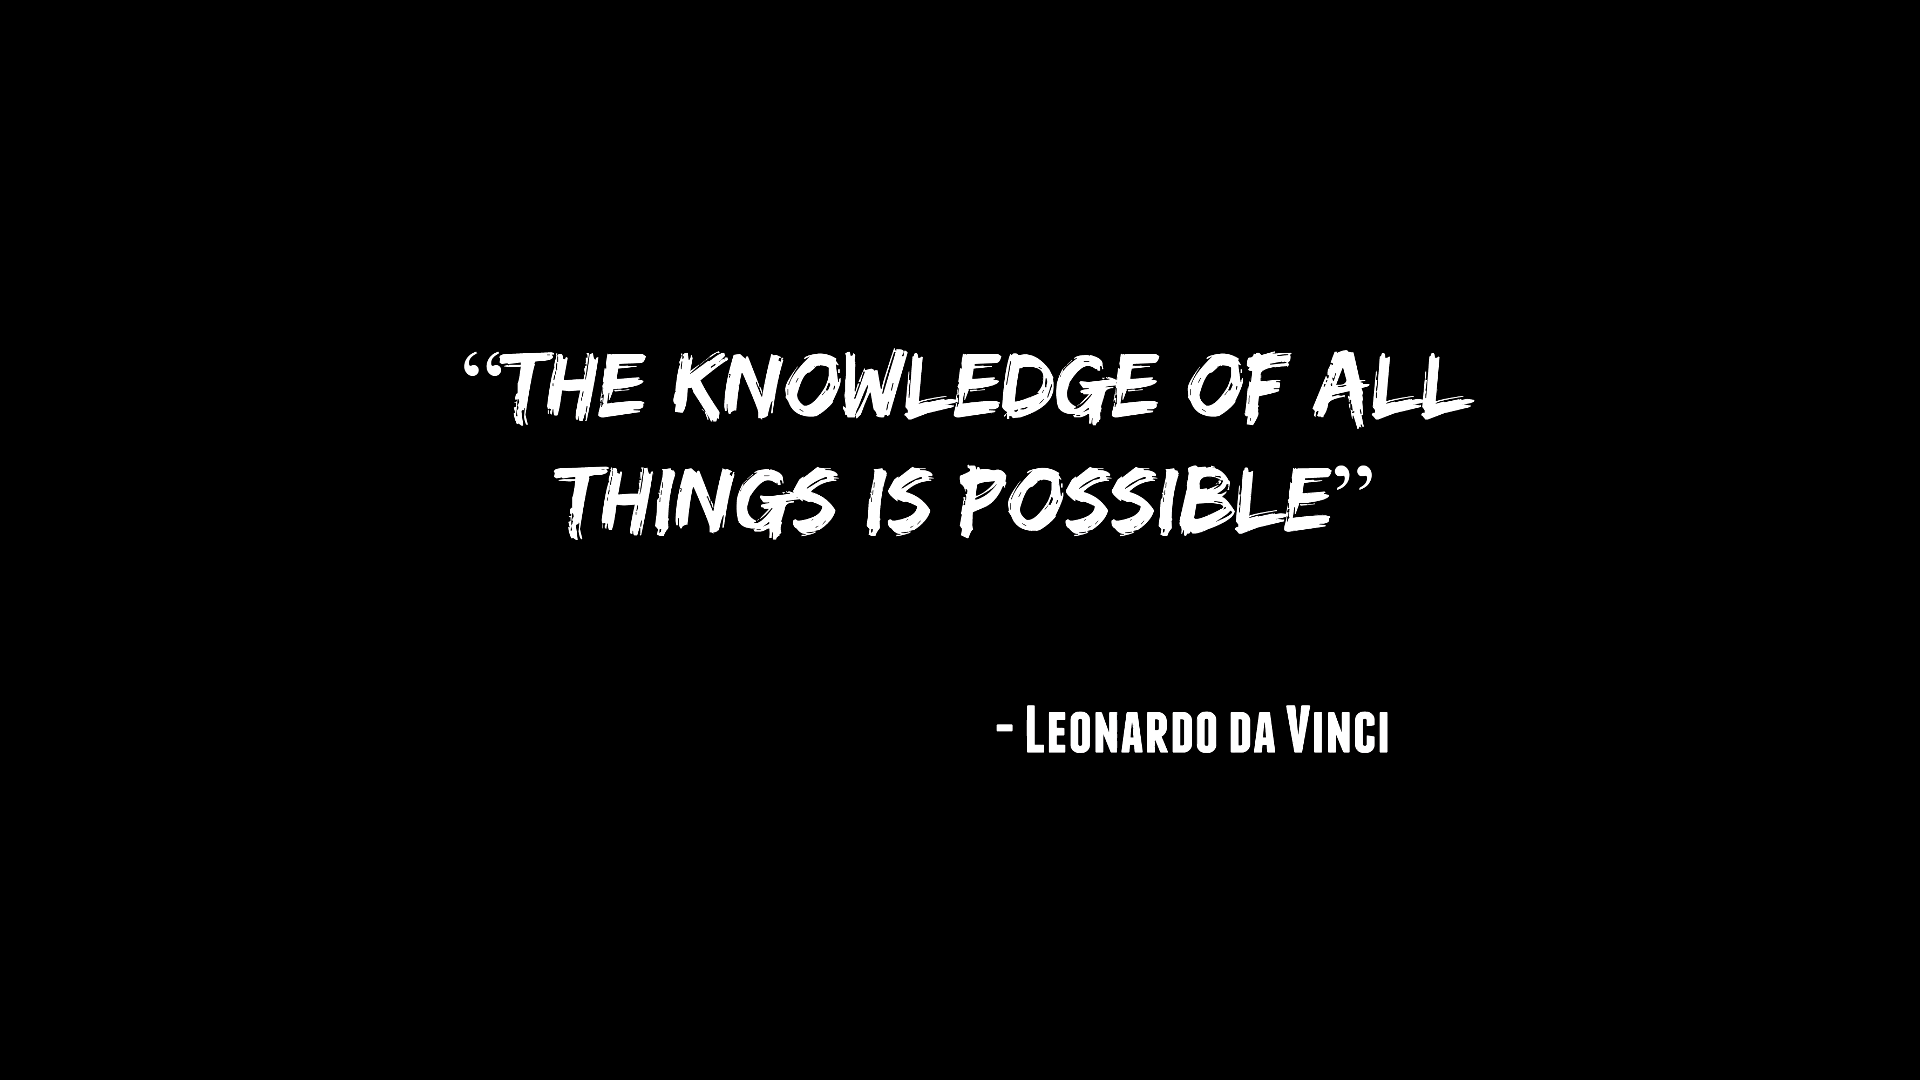 “THE KNOWLEDGE OF ALL
THINGS IS POSSIBLE”
- LEONARDO DA VINCI